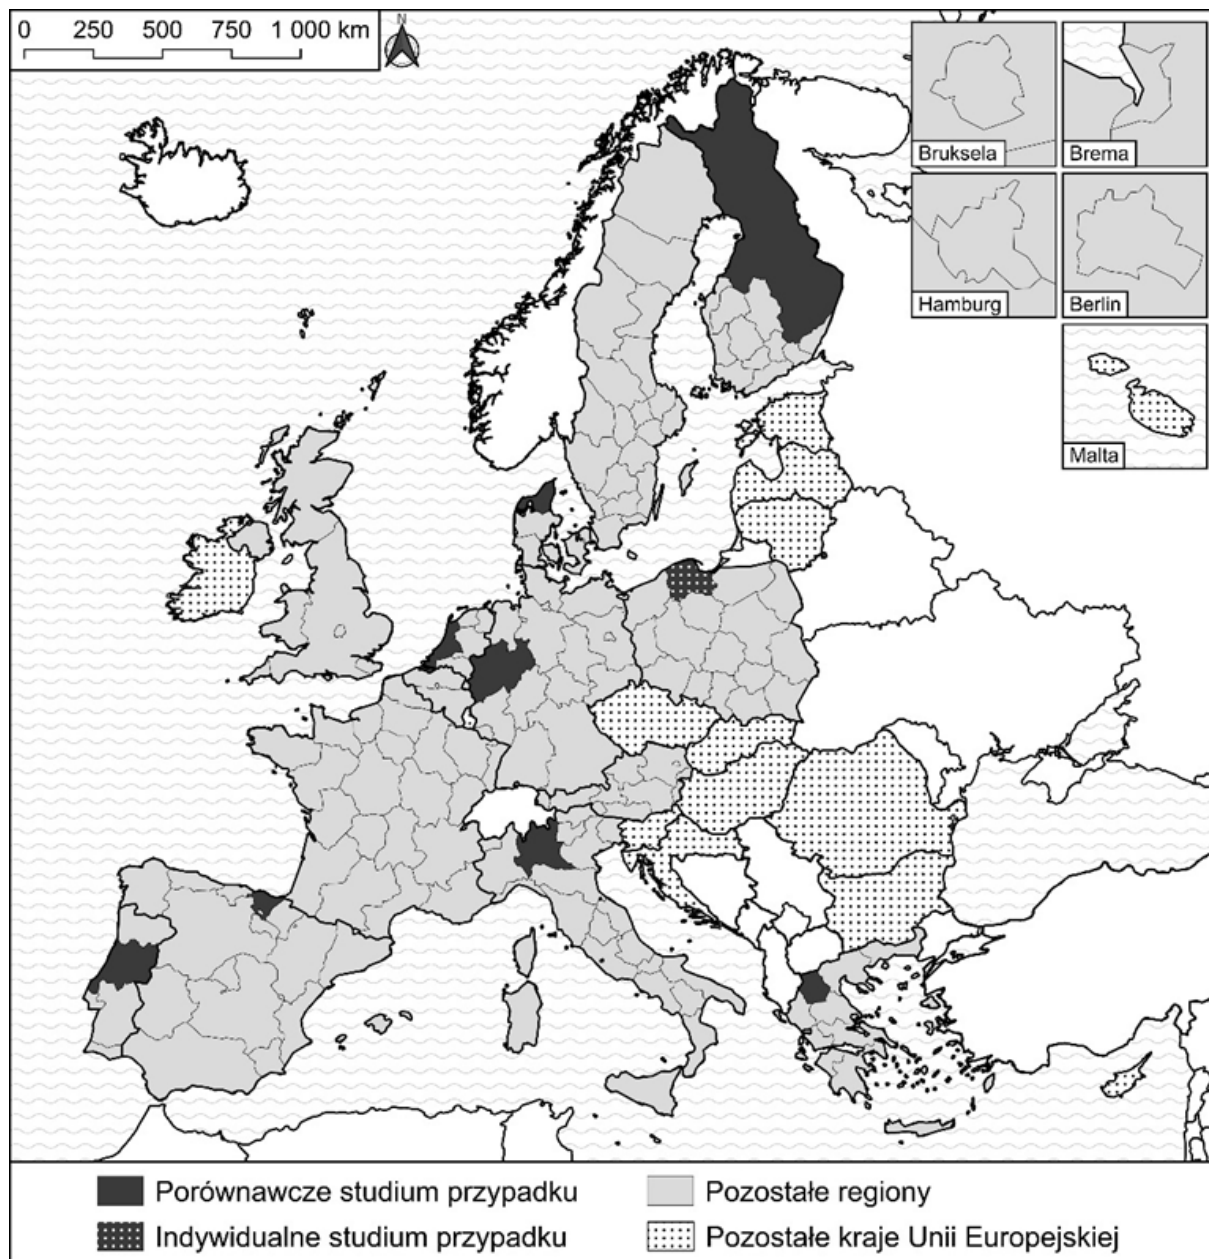 0 250 500 750 1 000 km
N
Bruksela
Brema
Hamburg
Berlin
Malta
Porównawcze studium przypadku
Pozostałe regiony
Indywidualne studium przypadku
Pozostałe kraje Unii Europejskiej